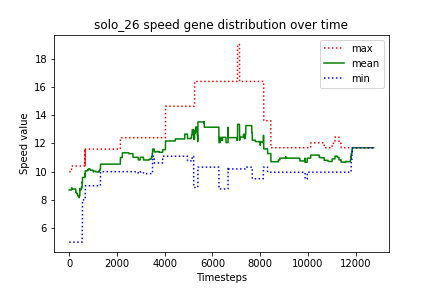 solo_26 speed gene distribution over time
max
mean
min
Speed value
18
16
14
12
10
8
6
0
2000
4000
6000
8000
10000
12000
Timesteps